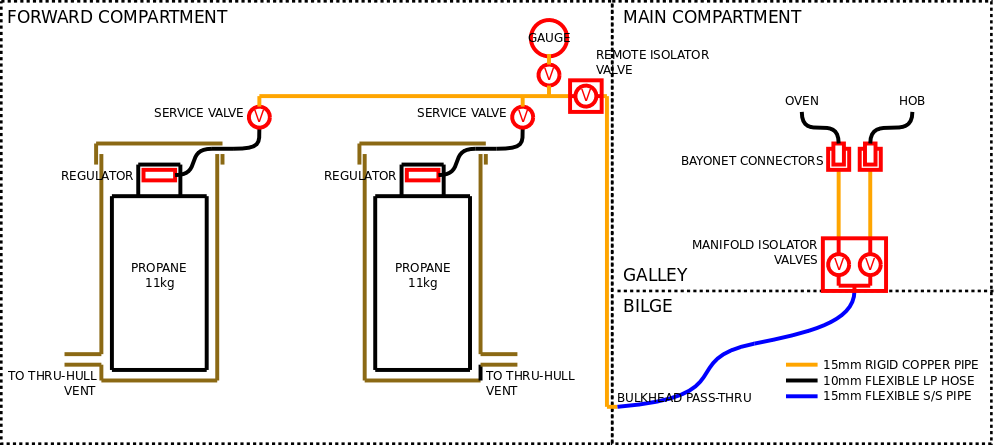 FORWARD COMPARTMENT
MAIN COMPARTMENT
GAUGE
V
REMOTE ISOLATOR
VALVE
V
SERVICE VALVE
V
SERVICE VALVE
V
OVEN
HOB
REGULATOR
REGULATOR
BAYONET CONNECTORS
PROPANE
11kg
PROPANE
11kg
MANIFOLD ISOLATOR
VALVES
V
V
GALLEY
BILGE
TO THRU-HULL
VENT
TO THRU-HULL
VENT
BULKHEAD PASS-THRU
15mm RIGID COPPER PIPE
10mm FLEXIBLE LP HOSE
15mm FLEXIBLE S/S PIPE